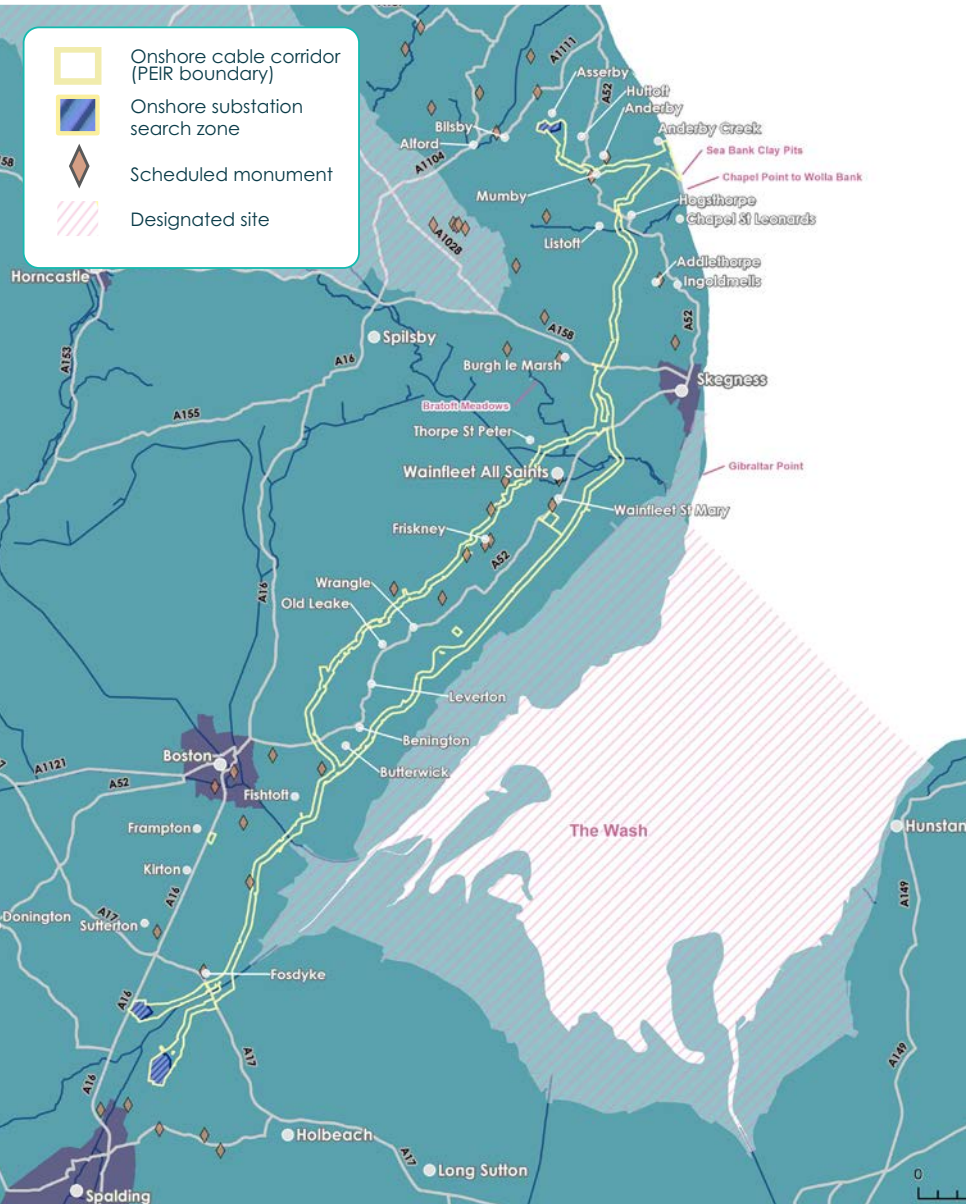 Onshore cable corridor
(PEIR boundary)
Onshore substation
search zone
Scheduled monument
Designated site
A1111
Asserby
A52
Huttoft
Anderby
Bilsby
Anderby Creek
Alford
Sea Bank Clay Pits
A1104
58
Chapel Point to Wolla Bank
Mumby
Hogsthorpe
Chapel St Leonards
A1028
Listoft
Addlethorpe
Horncastle
Ingoldmells
A52
A158
Spilsby
A153
A16
Burgh le Marsh
Skegness
Bratoft Meadows
A155
Thorpe St Peter
Gibraltar Point
Wainfleet All Saints
Wainfleet St Mary
Friskney
A52
Wrangle
A16
Old Leake
Leverton
Benington
Boston
A1121
Butterwick
A52
Fishtoft
Frampton
The Wash
Hunstan
Kirton
A16
A149
A17
Donington
Sutterton
Fosdyke
A16
A17
A149
A16
Holbeach
A17
Long Sutton
0
Spalding